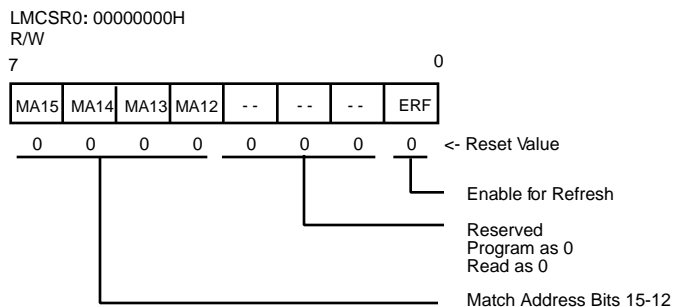 LMCSR0: 00000000H
R/W
7 0
MA15 MA14 MA13 MA12 -- -- -- ERF
0 0 0 0 0 0 0 0 <- Reset Value
Enable for Refresh
Reserved
Program as 0
Read as 0
Match Address Bits 15-12